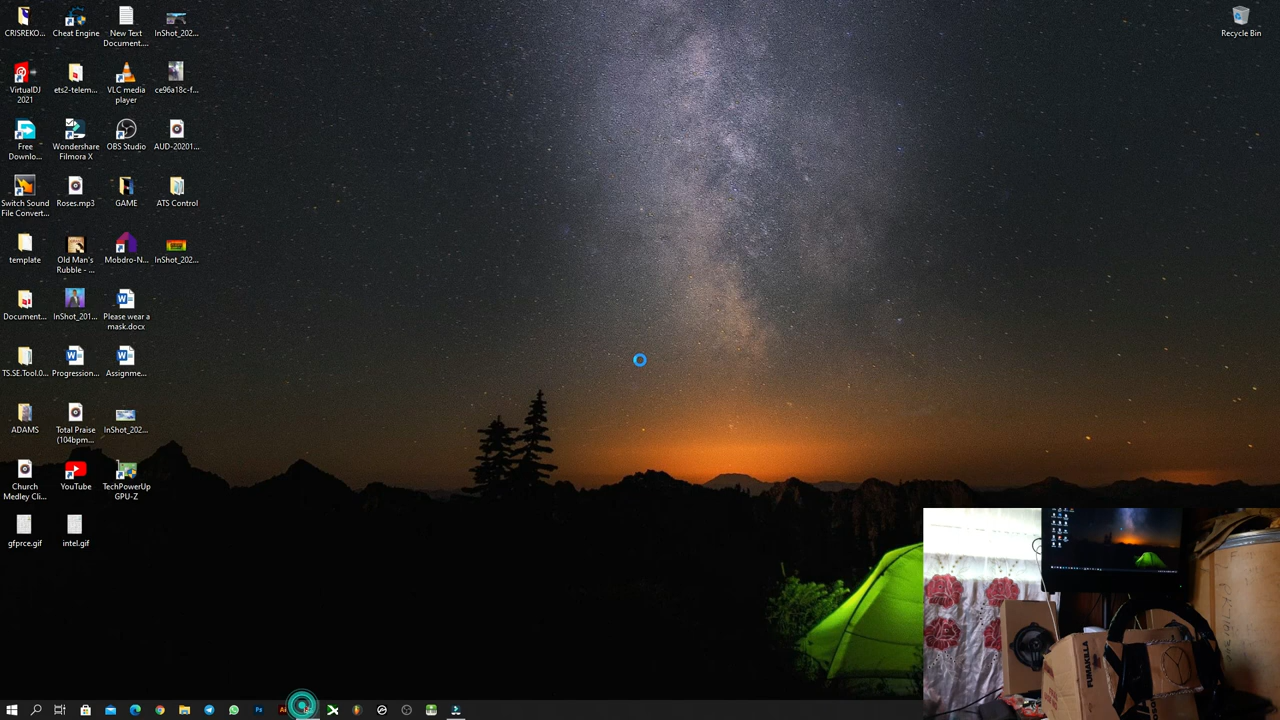 CRISREKO...
Cheat Engine
New Text
Document....
InShot_202...
Recycle Bin
VirtualDJ
2021
ets2-telem...
VLC media
player
ce96a18c-f...
Free
Downlo...
Wondershare
Filmora X
OBS Studio
AUD-20201...
Switch Sound
File Convert...
Roses.mp3
GAME
ATS Control
template
Old Man's
Rubble - ...
Mobdro-N...
InShot_202...
Document...
InShot_201...
Please wear a
mask.docx
TS.SE.Tool.0...
Progression...
Assignme...
ADAMS
Total Praise
(104bpm...
InShot_202...
Church
Medley Cli...
YouTube
TechPowerUp
GPU-Z
gfprce.gif
intel.gif
Ps
Ai
FUMAKILLA